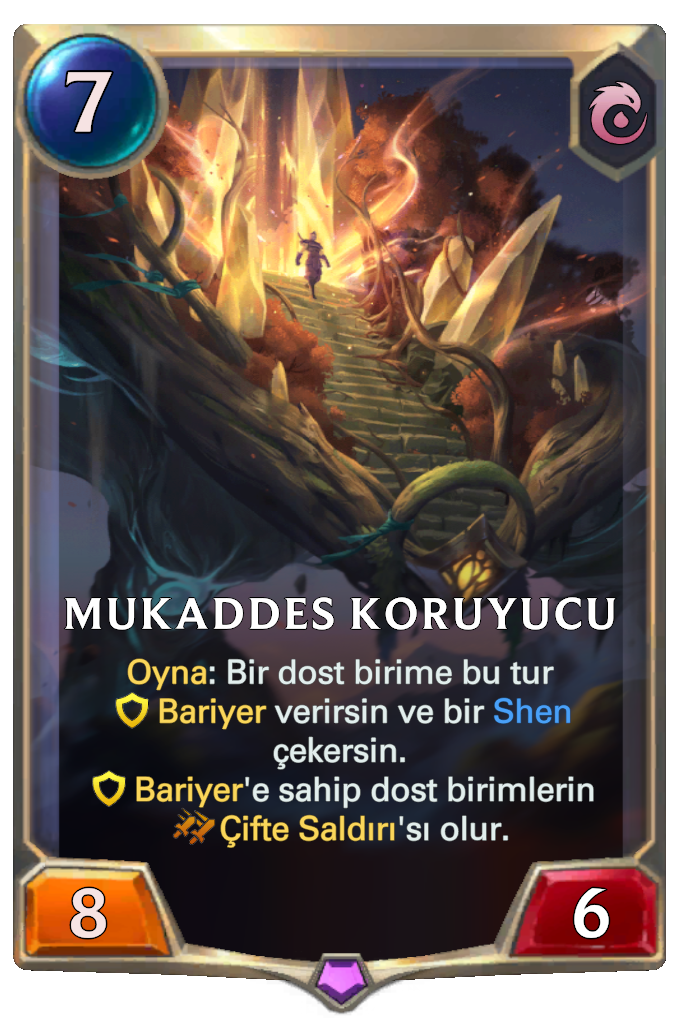 7
MUKADDES KORUYUCU
Oyna: Bir dost birime bu tur
Bariyer verirsin ve bir Shen
çekersin.
Bariyer'e sahip dost birimlerin
Çifte Saldırı'sı olur.
8
6